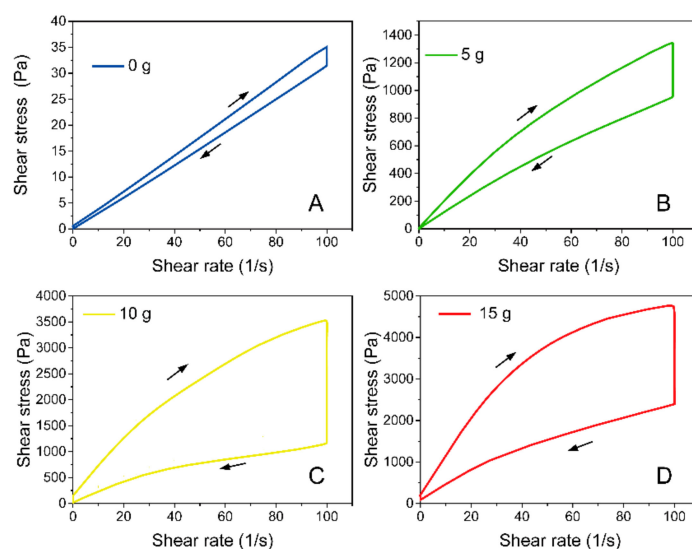 35
30
25
20
15
10
5
0
Shear stress (Pa)
0 g
A
0 20 40 60 80 100
Shear rate (1/s)
1400
1200
1000
800
600
400
200
0
Shear stress (Pa)
5 g
B
0 20 40 60 80 100
Shear rate (1/s)
4000
3500
3000
2500
2000
1500
1000
500
0
Shear stress (Pa)
10 g
C
0 20 40 60 80 100
Shear rate (1/s)
5000
4000
3000
2000
1000
0
Shear stress (Pa)
15 g
D
0 20 40 60 80 100
Shear rate (1/s)